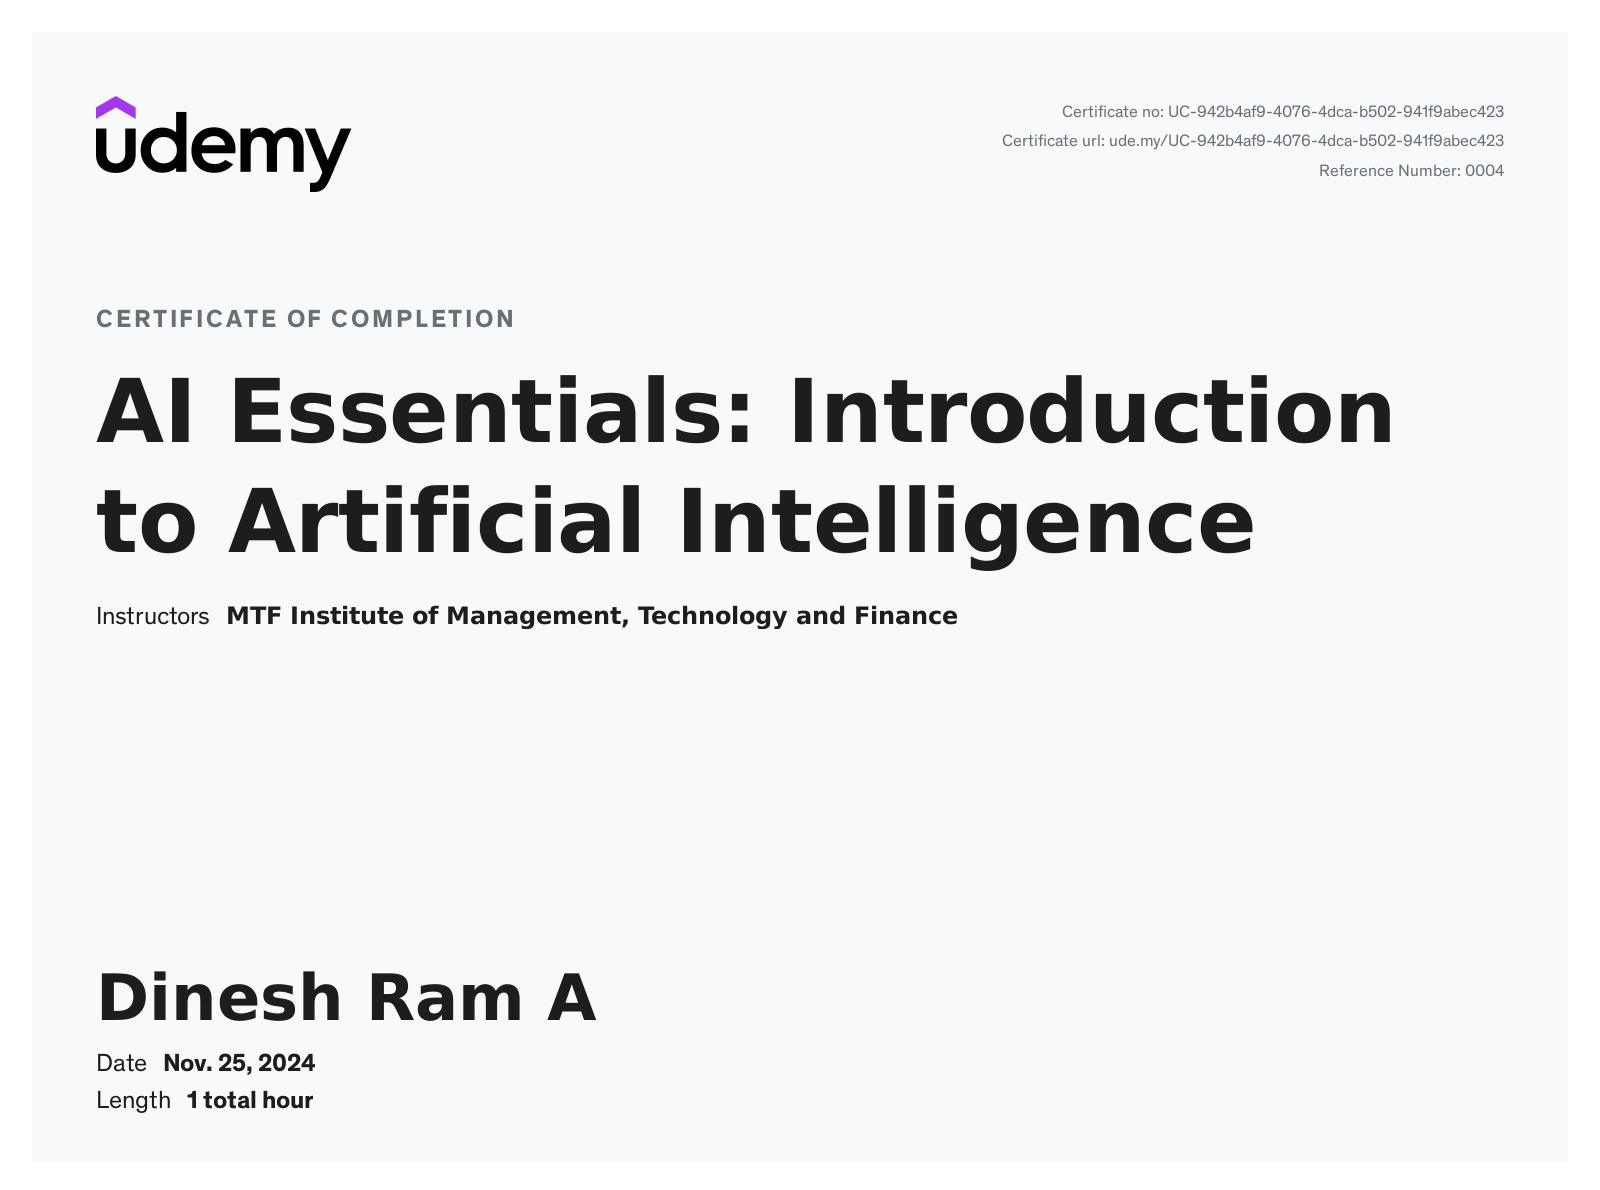 udemy
Certificate no: UC-942b4af9-4076-4dca-b502-941f9abec423
Certificate url: ude.my/UC-942b4af9-4076-4dca-b502-941f9abec423
Reference Number: 0004
CERTIFICATE OF COMPLETION
AI Essentials: Introduction
to Artificial Intelligence
Instructors MTF Institute of Management, Technology and Finance
Dinesh Ram A
Date Nov. 25, 2024
Length 1 total hour